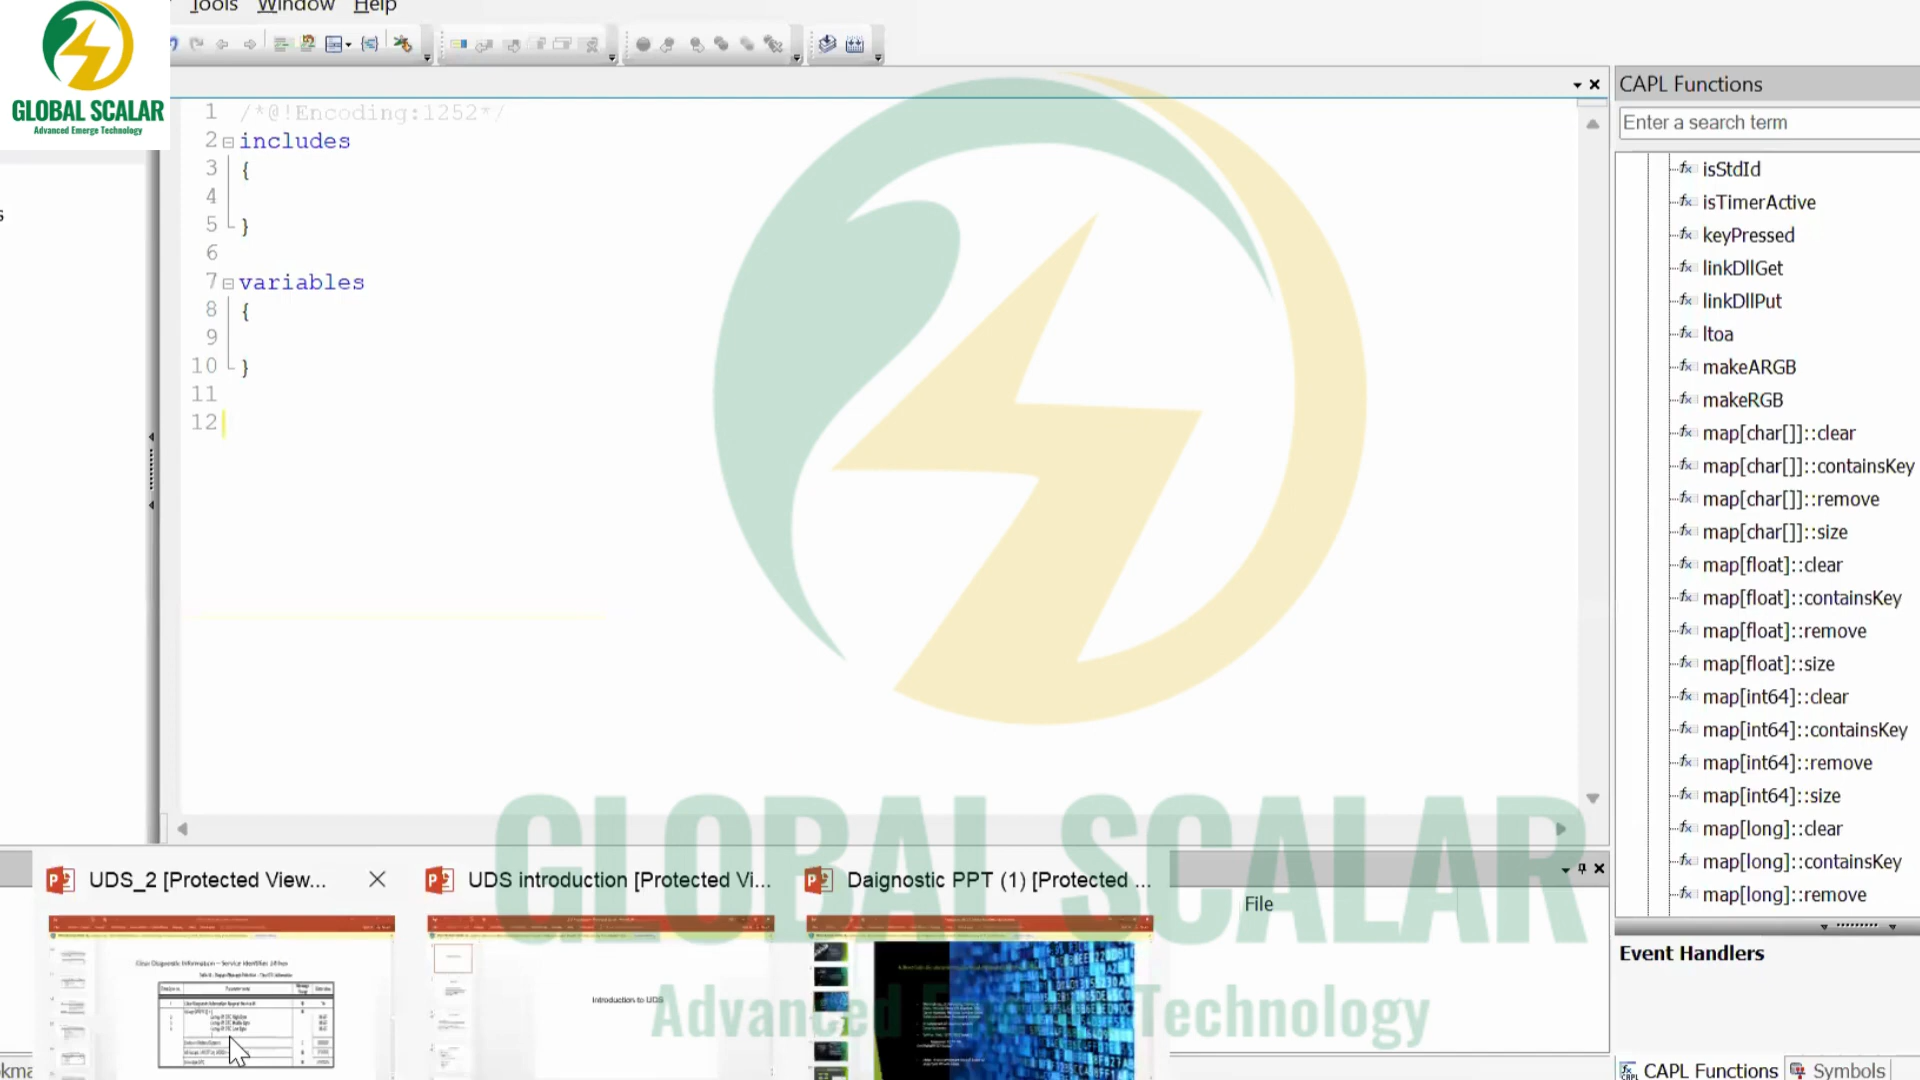 Tools Window Help
GLOBAL SCALAR
Advanced Emerge Technology
1 /*@!Encoding:1252*/
2 includes
3 {
4
5 }
6
7 variables
8 {
9
10 }
11
12
CAPL Functions
Enter a search term
isStdId
isTimerActive
keyPressed
linkDllGet
linkDllPut
ltoa
makeARGB
makeRGB
map[char[]]::clear
map[char[]]::containsKey
map[char[]]::remove
map[char[]]::size
map[float]::clear
map[float]::containsKey
map[float]::remove
map[float]::size
map[int64]::clear
map[int64]::containsKey
map[int64]::remove
map[int64]::size
map[long]::clear
map[long]::containsKey
map[long]::remove
Event Handlers
CAPL Functions Symbols
GLOBAL SCALAR
Advanced Technology
UDS_2 [Protected View...
UDS introduction [Protected Vi...
Daignostic PPT (1) [Protected ...
File
Introduction to UDS